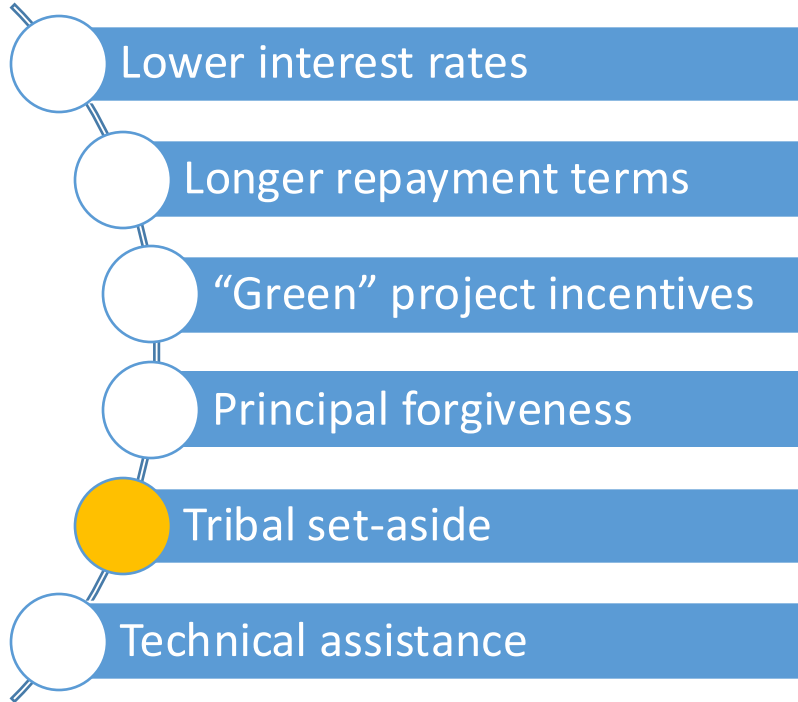 Lower interest rates
Longer repayment terms
“Green” project incentives
Principal forgiveness
Tribal set-aside
Technical assistance